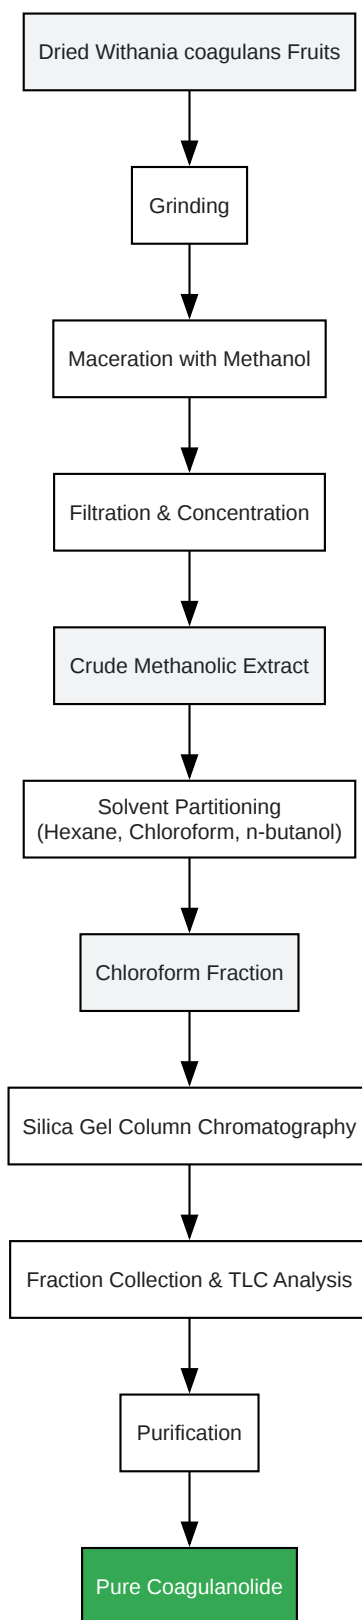 Dried Withania coagulans Fruits
Grinding
Maceration with Methanol
Filtration & Concentration
Crude Methanolic Extract
Solvent Partitioning
(Hexane, Chloroform, n-butanol)
Chloroform Fraction
Silica Gel Column Chromatography
Fraction Collection & TLC Analysis
Purification
Pure Coagulanolide